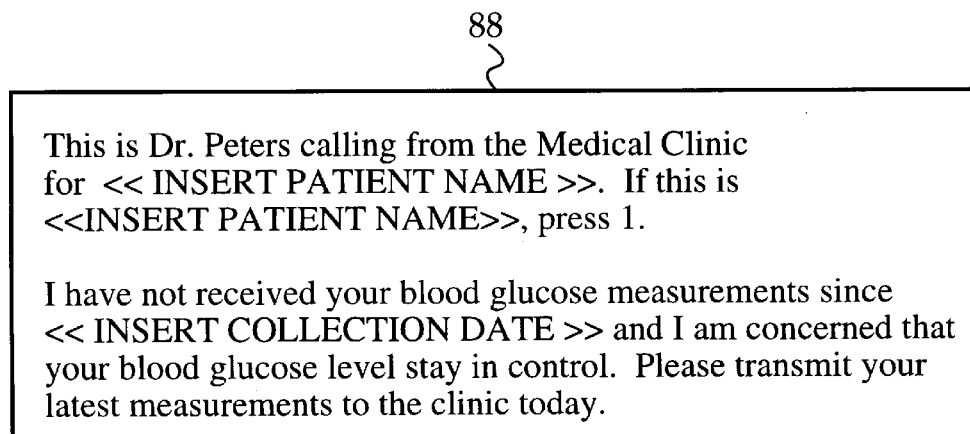 88
This is Dr. Peters calling from the Medical Clinic
for << INSERT PATIENT NAME >>. If this is
<<INSERT PATIENT NAME>>, press 1.
I have not received your blood glucose measurements since
<< INSERT COLLECTION DATE >> and I am concerned that
your blood glucose level stay in control. Please transmit your
latest measurements to the clinic today.